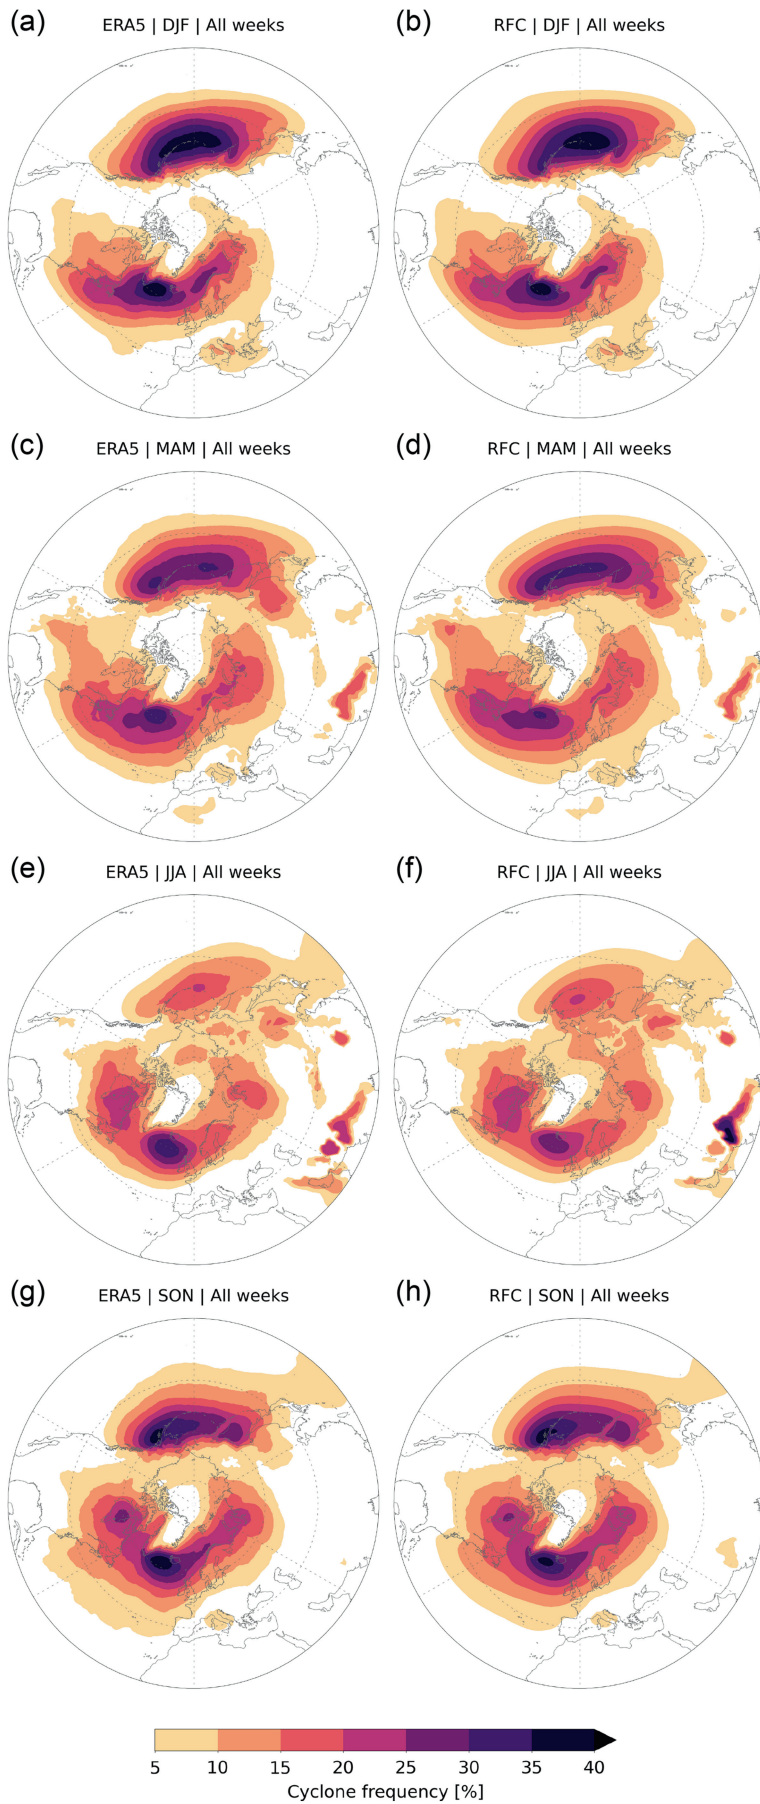 (a) ERA5 | DJF | All weeks
(b) RFC | DJF | All weeks
(c) ERA5 | MAM | All weeks
(d) RFC | MAM | All weeks
(e) ERA5 | JJA | All weeks
(f) RFC | JJA | All weeks
(g) ERA5 | SON | All weeks
(h) RFC | SON | All weeks
5 10 15 20 25 30 35 40
Cyclone frequency [%]